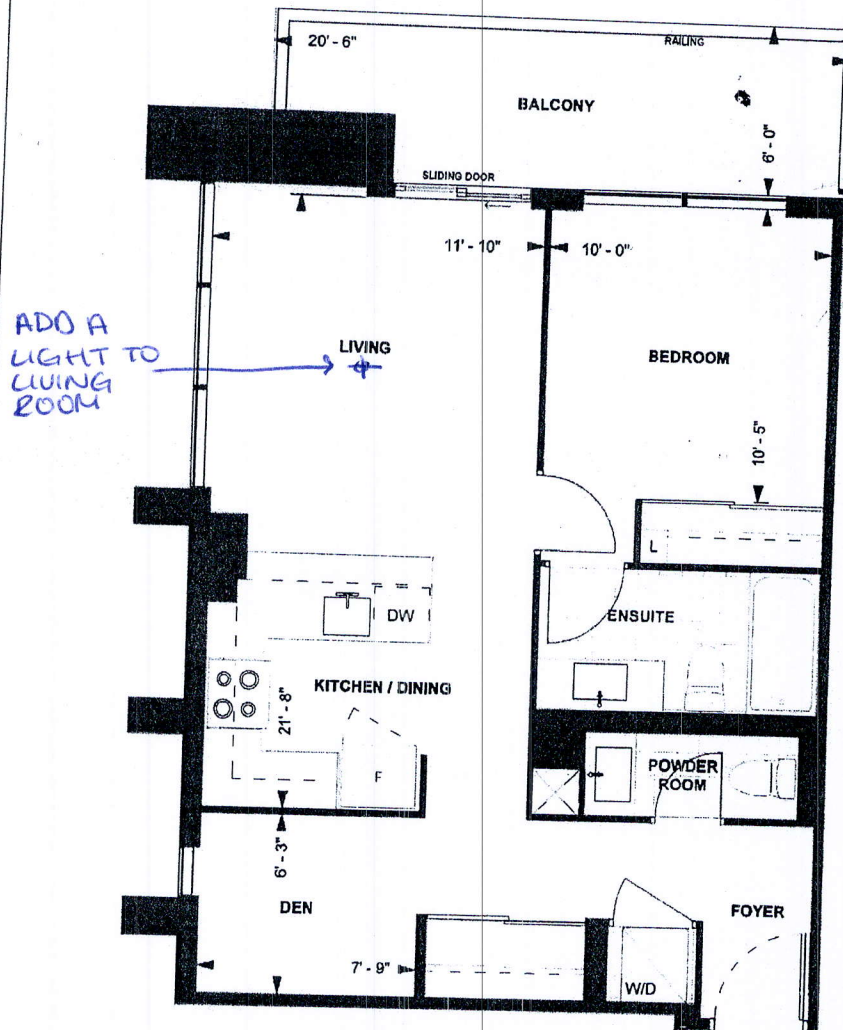 20' - 6"
RAILING
BALCONY
6' - 0"
SLIDING DOOR
11' - 10"
10' - 0"
ADD A
LIGHT TO
LIVING
ROOM
LIVING
BEDROOM
10' - 5"
L
DW
ENSUITE
KITCHEN / DINING
21' - 8"
F
POWDER
ROOM
6' - 3"
DEN
FOYER
7' - 9"
W/D